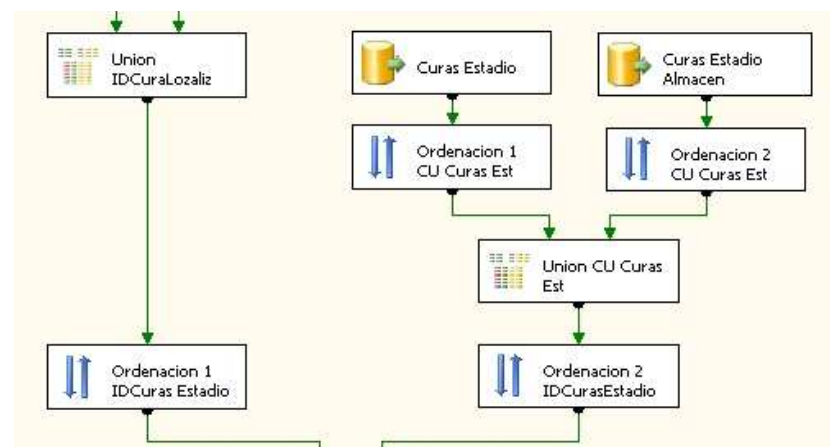 Union
IDCuraLozaliz
Curas Estadio
Curas Estadio
Almacen
Ordenacion 1
CU Curas Est
Ordenacion 2
CU Curas Est
Union CU Curas
Est
Ordenacion 1
IDCuras Estadio
Ordenacion 2
IDCurasEstadio